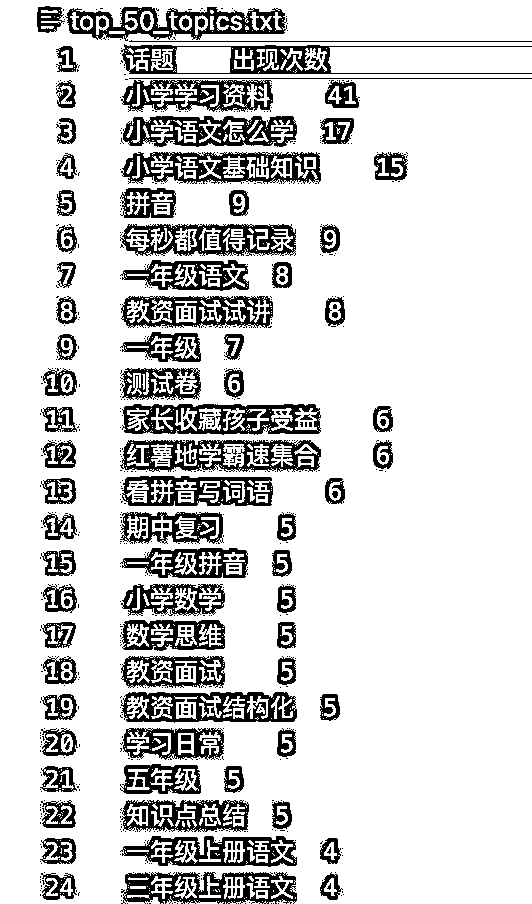 top_50_topics.txt
1 话题 出现次数
2 小学学习资料 41
3 小学语文怎么学 17
4 小学语文基础知识 15
5 拼音 9
6 每秒都值得记录 9
7 一年级语文 8
8 教资面试试讲 8
9 一年级 7
10 测试卷 6
11 家长收藏孩子受益 6
12 红薯地学霸速集合 6
13 看拼音写词语 6
14 期中复习 5
15 一年级拼音 5
16 小学数学 5
17 数学思维 5
18 教资面试 5
19 教资面试结构化 5
20 学习日常 5
21 五年级 5
22 知识点总结 5
23 一年级上册语文 4
24 三年级上册语文 4